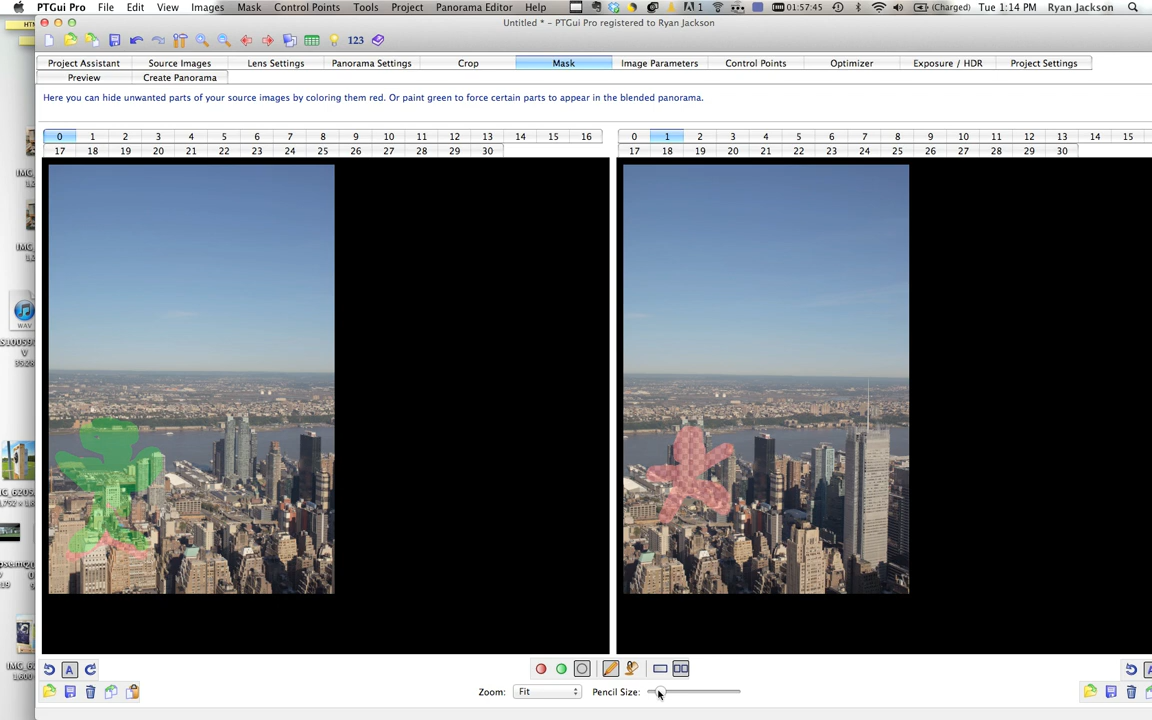 PTGui Pro File Edit View Images Mask Control Points Tools Project Panorama Editor Help 1 01:57:45 (Charged) Tue 1:14 PM Ryan Jackson
Untitled * – PTGui Pro registered to Ryan Jackson
123
Project Assistant Source Images Lens Settings Panorama Settings Crop Mask Image Parameters Control Points Optimizer Exposure / HDR Project Settings
Preview Create Panorama
Here you can hide unwanted parts of your source images by coloring them red. Or paint green to force certain parts to appear in the blended panorama.
0 1 2 3 4 5 6 7 8 9 10 11 12 13 14 15 16
17 18 19 20 21 22 23 24 25 26 27 28 29 30
0 1 2 3 4 5 6 7 8 9 10 11 12 13 14 15
17 18 19 20 21 22 23 24 25 26 27 28 29 30
IMG_
IMG_
WAV
V
A
A
Zoom: Fit Pencil Size: